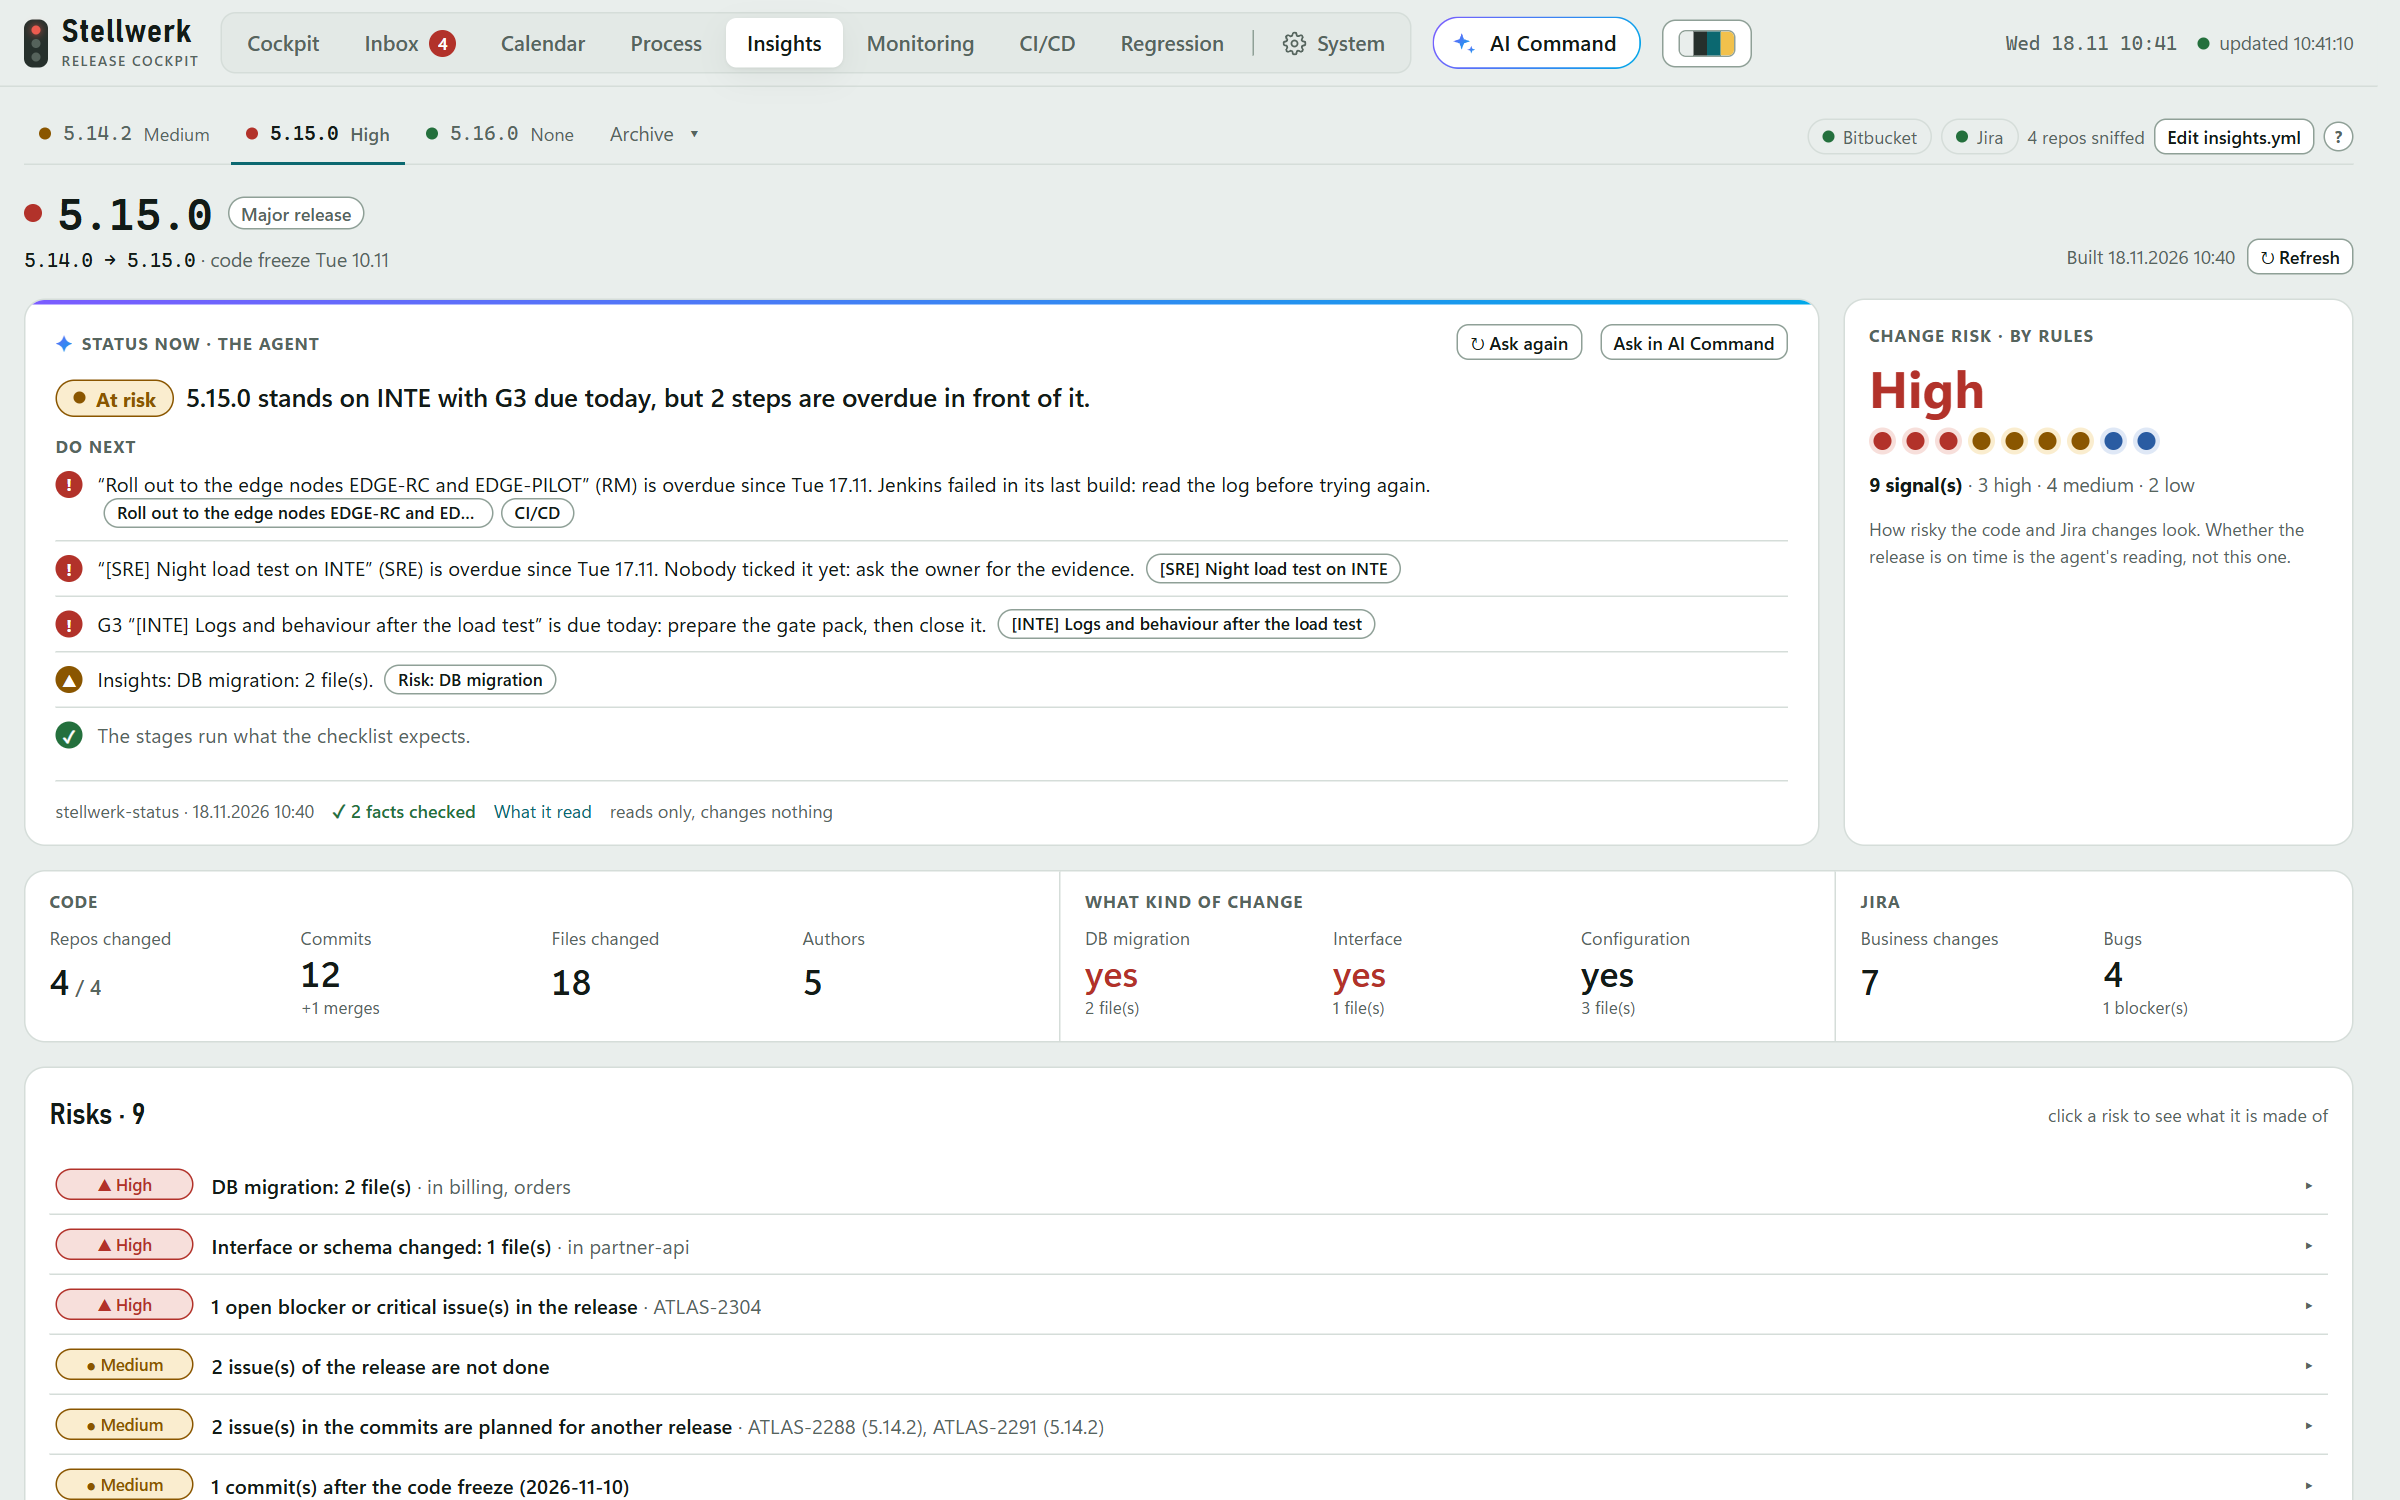 Stellwerk
RELEASE COCKPIT
Cockpit
Inbox 4
Calendar
Process
Insights
Monitoring
CI/CD
Regression
System
AI Command
Wed 18.11 10:41
updated 10:41:10
5.14.2 Medium
5.15.0 High
5.16.0 None
Archive ▾
Bitbucket
Jira
4 repos sniffed
Edit insights.yml
?
5.15.0
Major release
5.14.0 → 5.15.0 · code freeze Tue 10.11
Built 18.11.2026 10:40
↻ Refresh
STATUS NOW · THE AGENT
↻ Ask again
Ask in AI Command
At risk
5.15.0 stands on INTE with G3 due today, but 2 steps are overdue in front of it.
DO NEXT
! “Roll out to the edge nodes EDGE-RC and EDGE-PILOT” (RM) is overdue since Tue 17.11. Jenkins failed in its last build: read the log before trying again.
Roll out to the edge nodes EDGE-RC and ED...
CI/CD
! “[SRE] Night load test on INTE” (SRE) is overdue since Tue 17.11. Nobody ticked it yet: ask the owner for the evidence.
[SRE] Night load test on INTE
! G3 “[INTE] Logs and behaviour after the load test” is due today: prepare the gate pack, then close it.
[INTE] Logs and behaviour after the load test
▲ Insights: DB migration: 2 file(s).
Risk: DB migration
✓ The stages run what the checklist expects.
stellwerk-status · 18.11.2026 10:40
✓ 2 facts checked
What it read
reads only, changes nothing
CHANGE RISK · BY RULES
High
9 signal(s) · 3 high · 4 medium · 2 low
How risky the code and Jira changes look. Whether the
release is on time is the agent's reading, not this one.
CODE
Repos changed
4 / 4
Commits
12
+1 merges
Files changed
18
Authors
5
WHAT KIND OF CHANGE
DB migration
yes
2 file(s)
Interface
yes
1 file(s)
Configuration
yes
3 file(s)
JIRA
Business changes
7
Bugs
4
1 blocker(s)
Risks · 9
click a risk to see what it is made of
▲ High DB migration: 2 file(s) · in billing, orders
▲ High Interface or schema changed: 1 file(s) · in partner-api
▲ High 1 open blocker or critical issue(s) in the release · ATLAS-2304
● Medium 2 issue(s) of the release are not done
● Medium 2 issue(s) in the commits are planned for another release · ATLAS-2288 (5.14.2), ATLAS-2291 (5.14.2)
● Medium 1 commit(s) after the code freeze (2026-11-10)